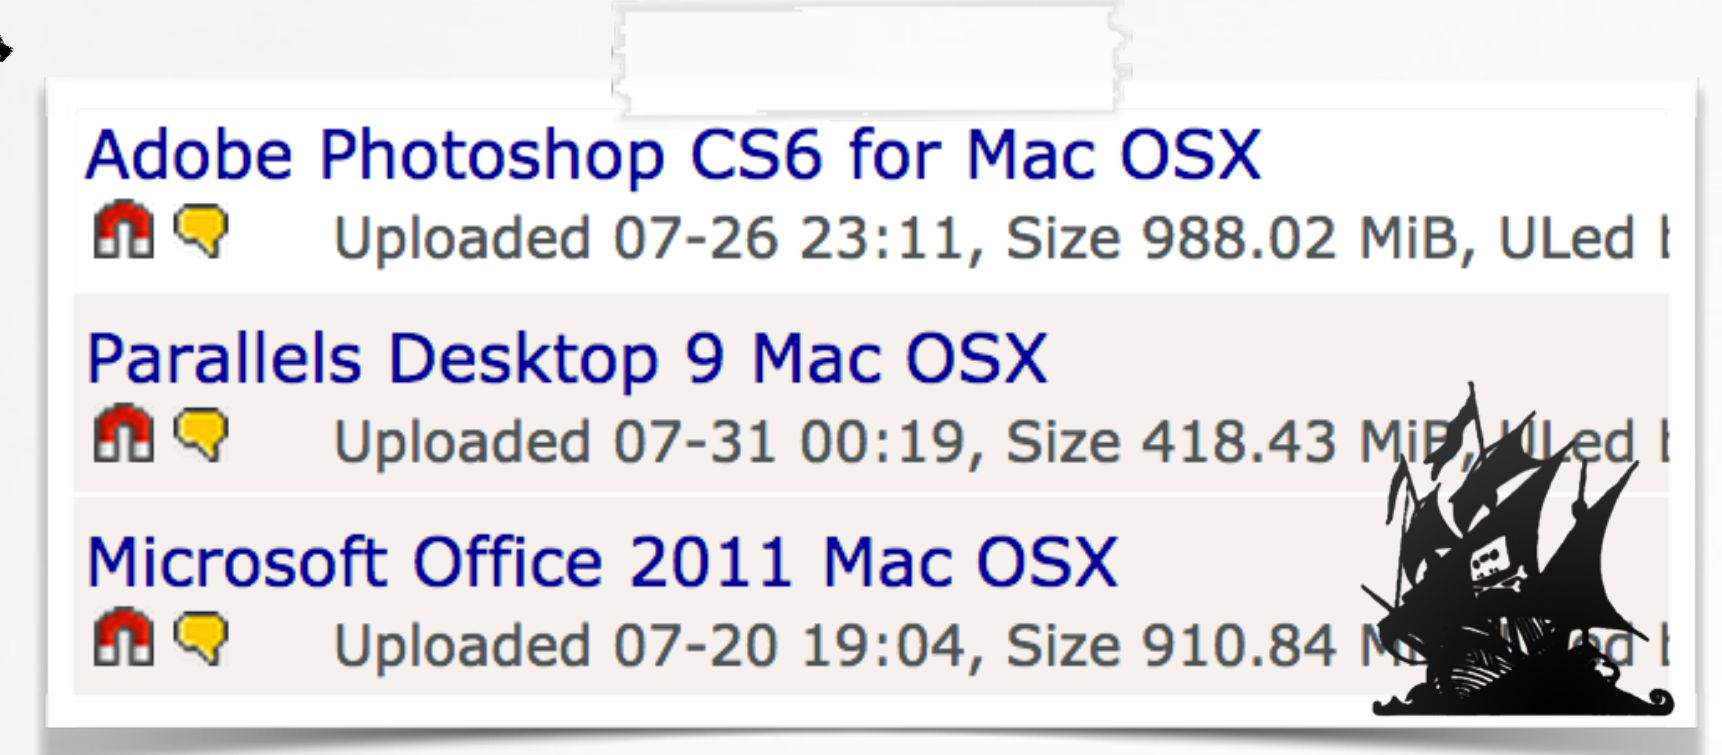 Adobe Photoshop CS6 for Mac OSX
Uploaded 07-26 23:11, Size 988.02 MiB, ULed
Parallels Desktop 9 Mac OSX
Uploaded 07-31 00:19, Size 418.43 MiB, ULed
Microsoft Office 2011 Mac OSX
Uploaded 07-20 19:04, Size 910.84